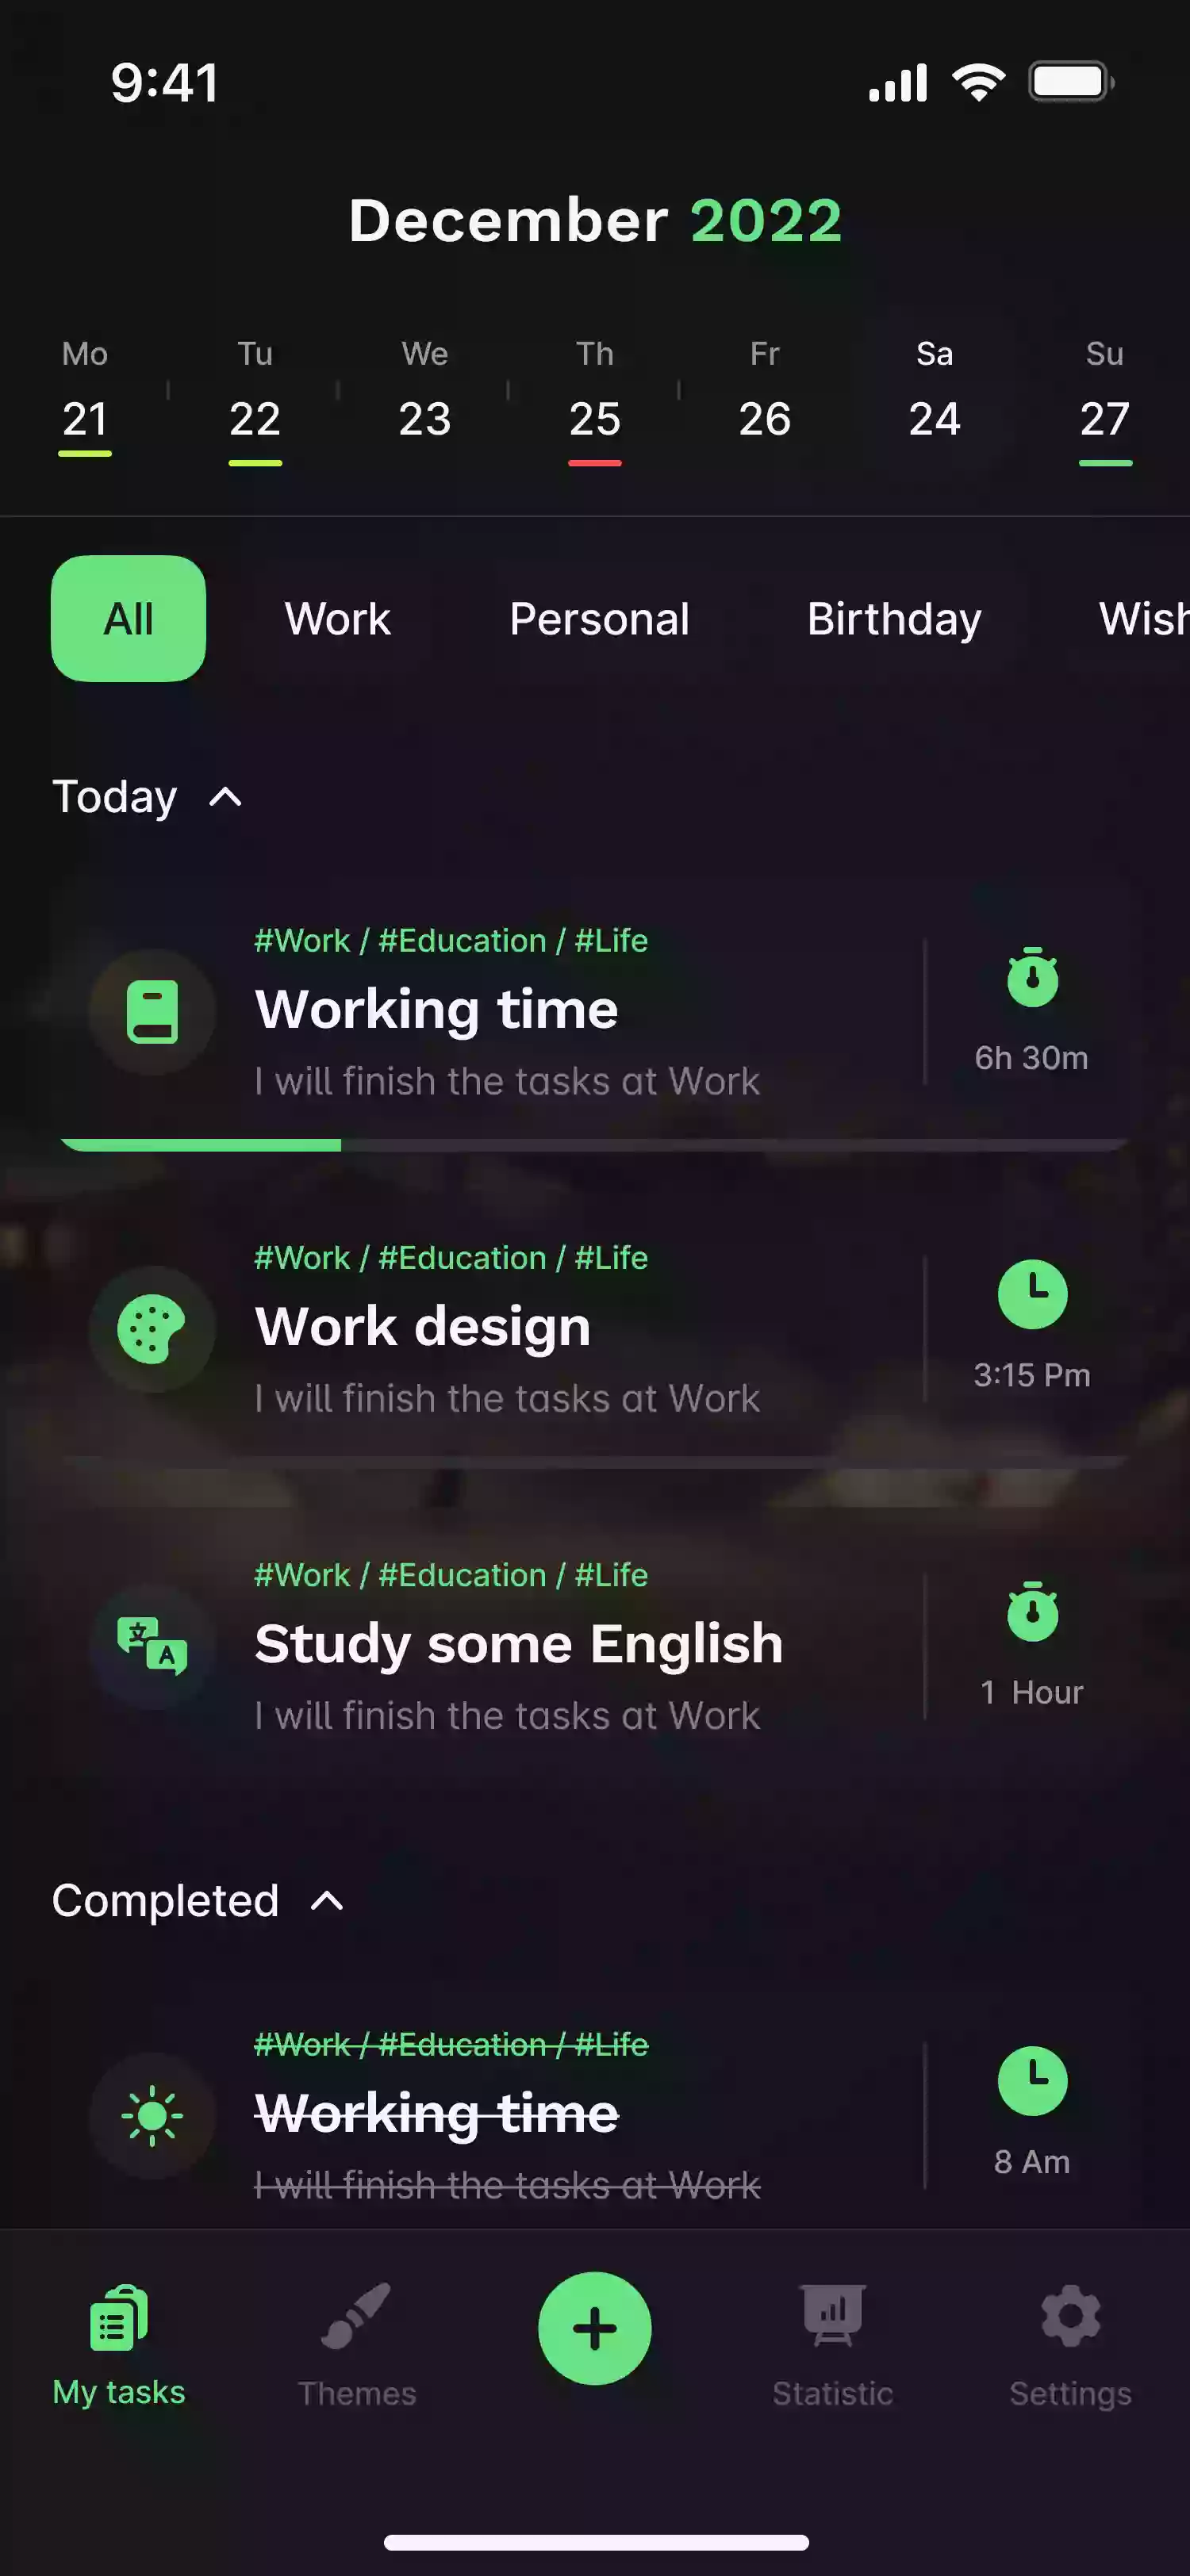 9:41
December 2022
Mo Tu We Th Fr Sa Su
21 22 23 25 26 24 27
All Work Personal Birthday Wish
Today
#Work / #Education / #Life
Working time
I will finish the tasks at Work
6h 30m
#Work / #Education / #Life
Work design
I will finish the tasks at Work
3:15 Pm
#Work / #Education / #Life
Study some English
I will finish the tasks at Work
1 Hour
文 A
Completed
#Work / #Education / #Life
Working time
I will finish the tasks at Work
8 Am
My tasks Themes Statistic Settings